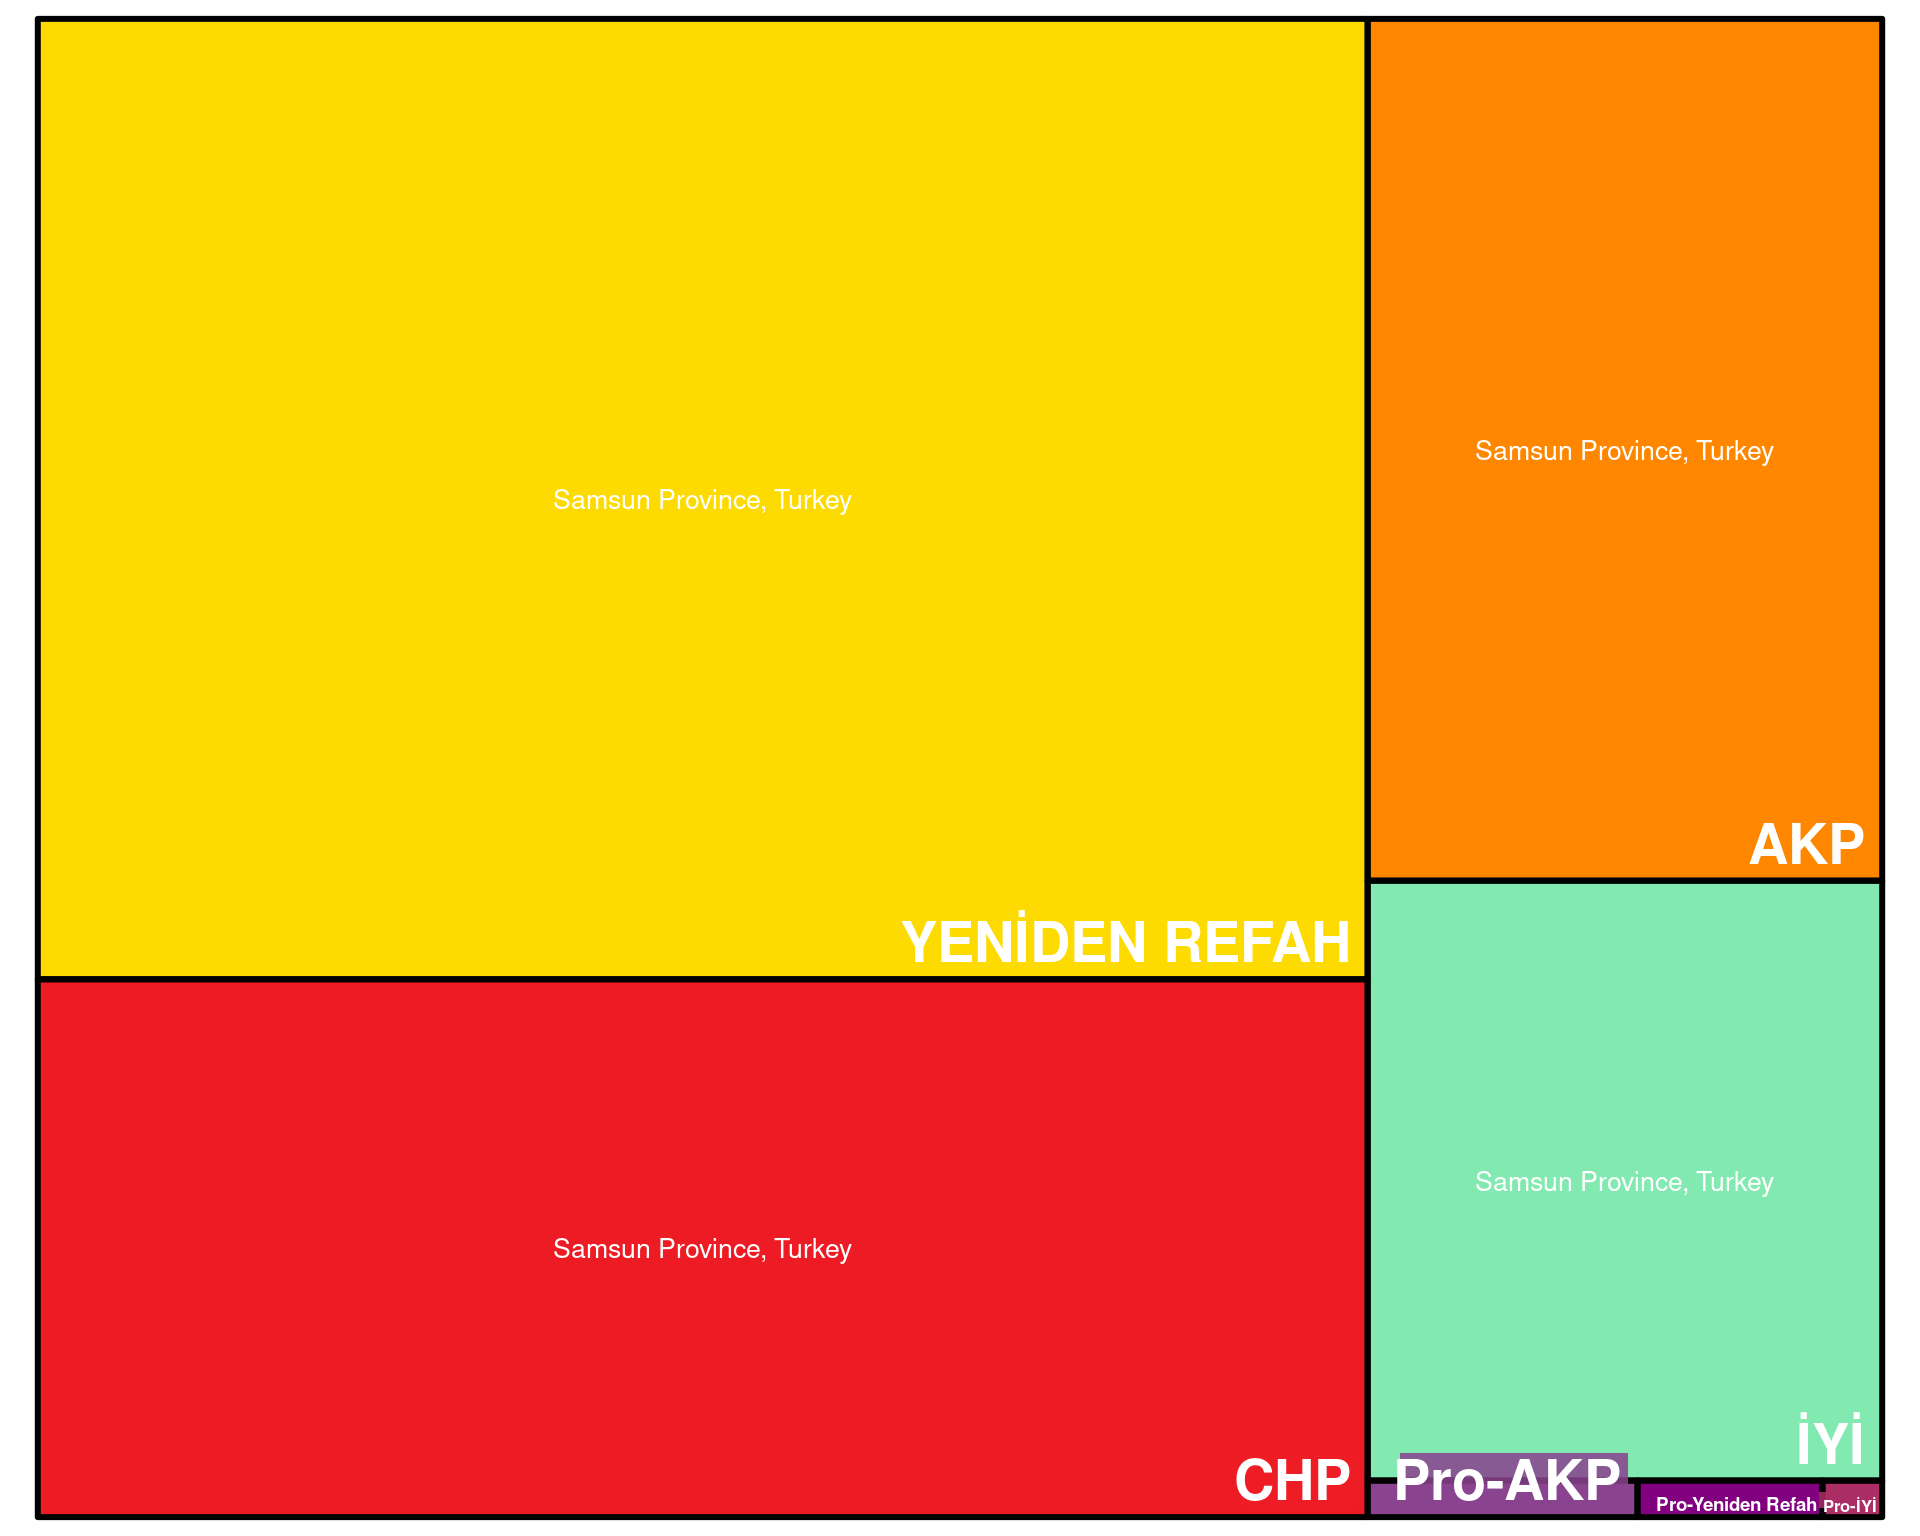 Samsun Province, Turkey
YENİDEN REFAH
Samsun Province, Turkey
CHP
Samsun Province, Turkey
AKP
Samsun Province, Turkey
İYİ
Pro-AKP
Pro-Yeniden Refah
Pro-İYİ